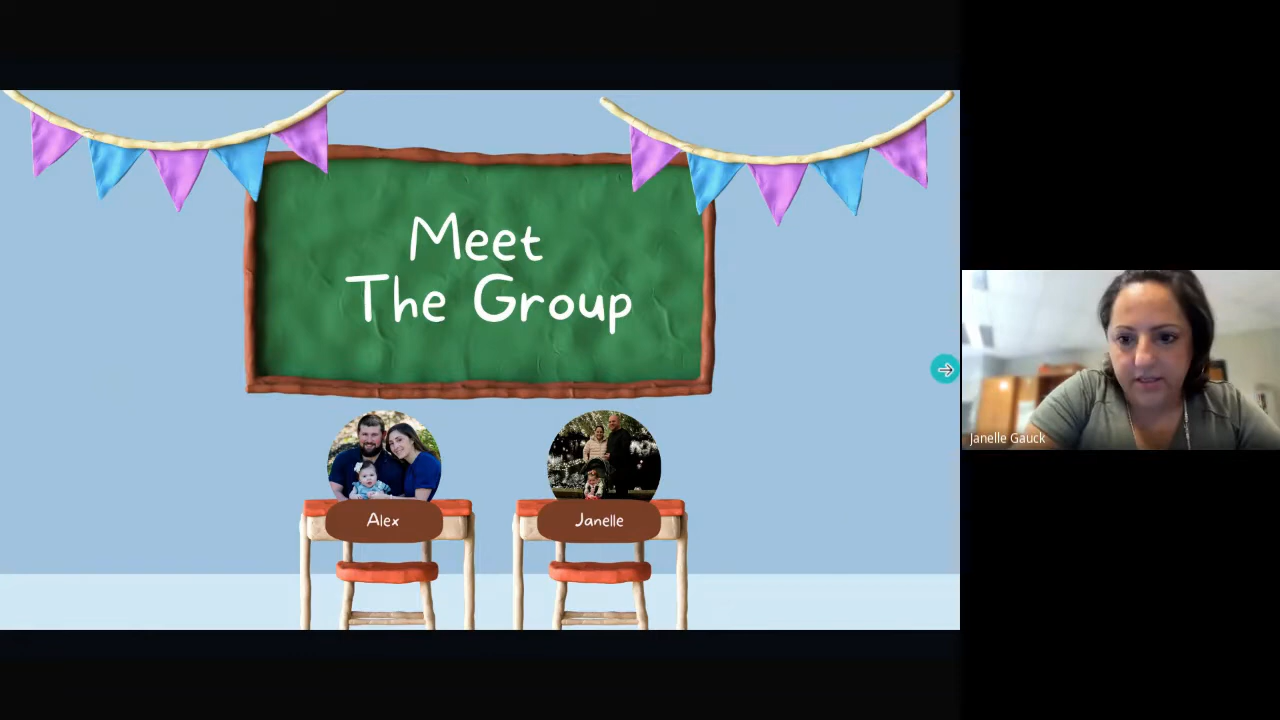 Meet
The Group
Alex
Janelle
Janelle Gauck